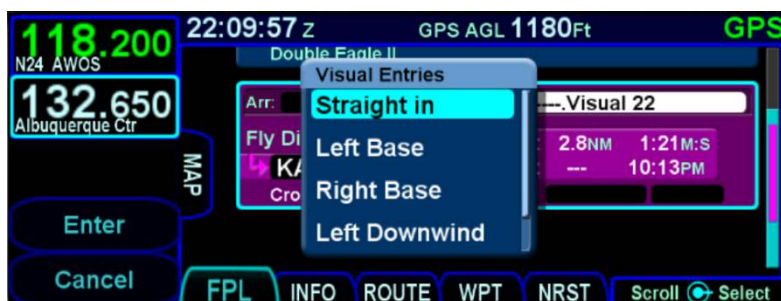 118.200
N24 AWOS
132.650
Albuquerque Ctr
Enter
Cancel
22:09:57 Z GPS AGL 1180Ft GPS
Double Eagle II
Visual Entries
Straight in
Left Base
Right Base
Left Downwind
Arr:
.Visual 22
Fly Di
2.8NM 1:21M:S
KA
--- 10:13PM
Cro
MAP
FPL INFO ROUTE WPT NRST Scroll Select